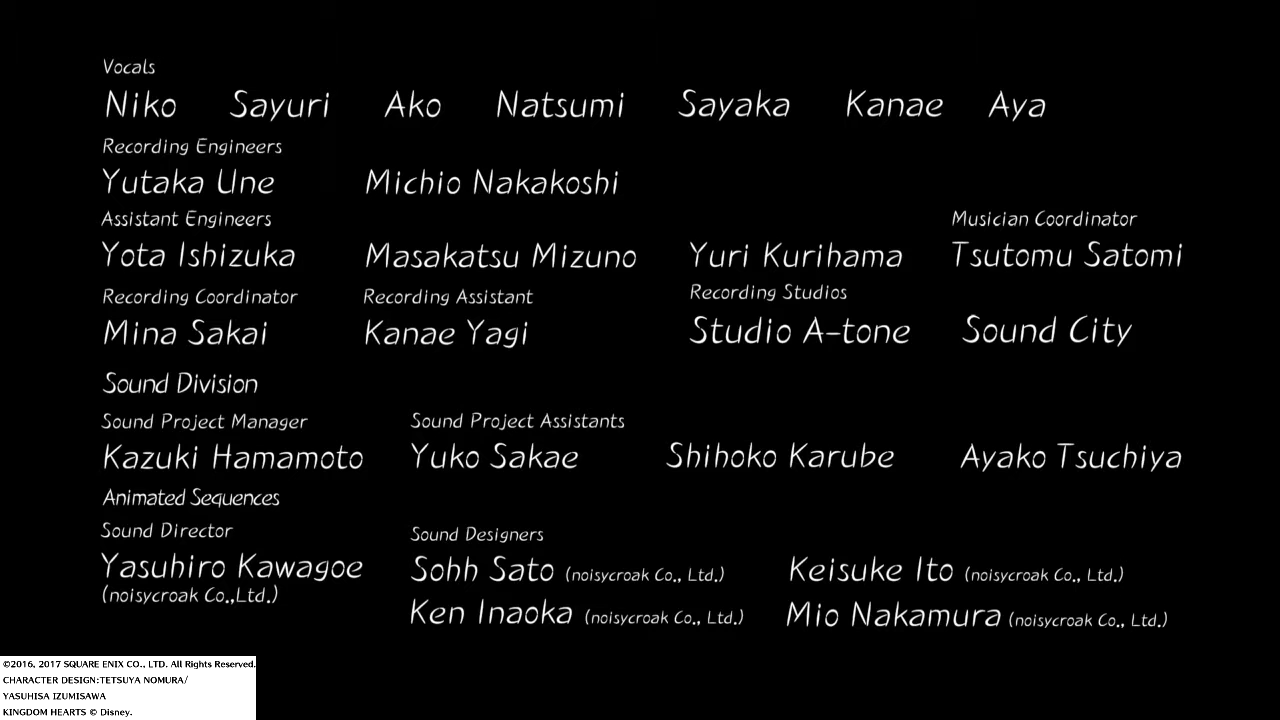 Vocals
Niko Sayuri Ako Natsumi Sayaka Kanae Aya
Recording Engineers
Yutaka Une Michio Nakakoshi
Assistant Engineers Musician Coordinator
Yota Ishizuka Masakatsu Mizuno Yuri Kurihama Tsutomu Satomi
Recording Coordinator Recording Assistant Recording Studios
Mina Sakai Kanae Yagi Studio A-tone Sound City
Sound Division
Sound Project Manager Sound Project Assistants
Kazuki Hamamoto Yuko Sakae Shihoko Karube Ayako Tsuchiya
Animated Sequences
Sound Director Sound Designers
Yasuhiro Kawagoe Sohh Sato (noisycroak Co., Ltd.) Keisuke Ito (noisycroak Co., Ltd.)
(noisycroak Co.,Ltd.)
Ken Inaoka (noisycroak Co., Ltd.) Mio Nakamura (noisycroak Co., Ltd.)
©2016, 2017 SQUARE ENIX CO., LTD. All Rights Reserved.
CHARACTER DESIGN:TETSUYA NOMURA/
YASUHISA IZUMISAWA
KINGDOM HEARTS © Disney.